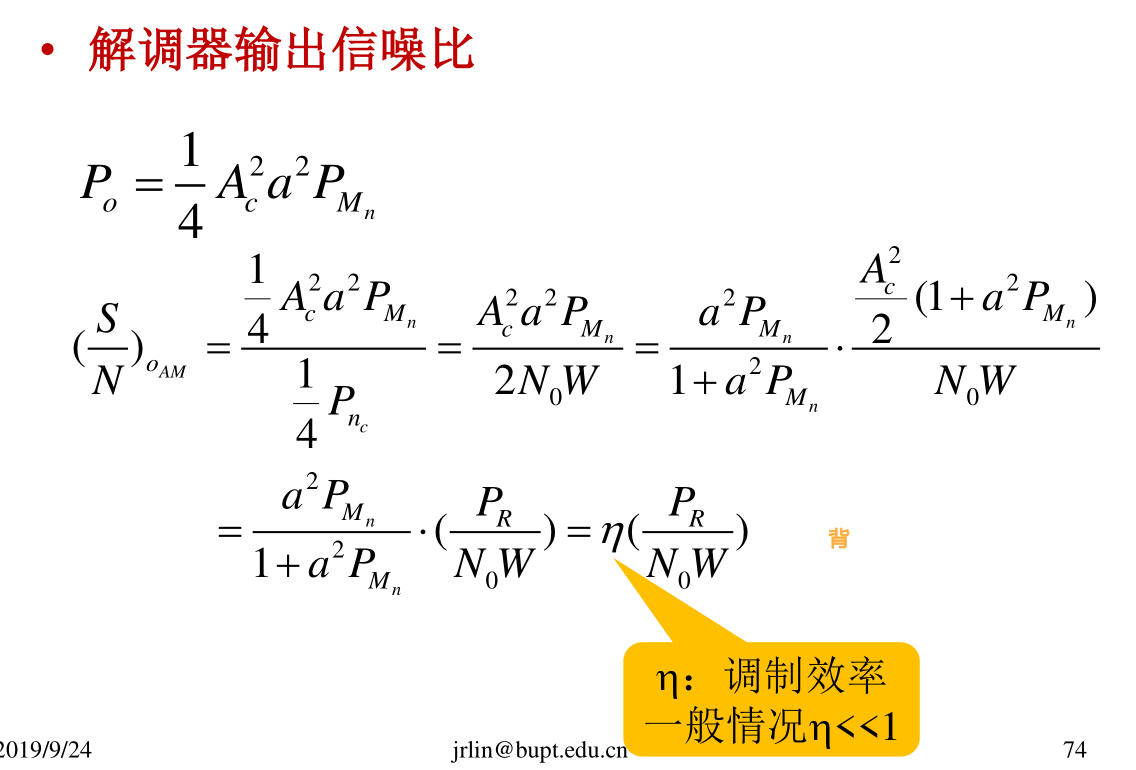 • 解调器输出信噪比
P_o = \frac{1}{4} A_c^2 a^2 P_{M_n}
(\frac{S}{N})_{o_{AM}} = \frac{\frac{1}{4} A_c^2 a^2 P_{M_n}}{\frac{1}{4} P_{n_c}} = \frac{A_c^2 a^2 P_{M_n}}{2N_0W} = \frac{a^2 P_{M_n}}{1 + a^2 P_{M_n}} \cdot \frac{\frac{A_c^2}{2}(1 + a^2 P_{M_n})}{N_0W}
= \frac{a^2 P_{M_n}}{1 + a^2 P_{M_n}} \cdot (\frac{P_R}{N_0W}) = \eta(\frac{P_R}{N_0W}) 背
η：调制效率
一般情况η<<1
2019/9/24 jrlin@bupt.edu.cn 74